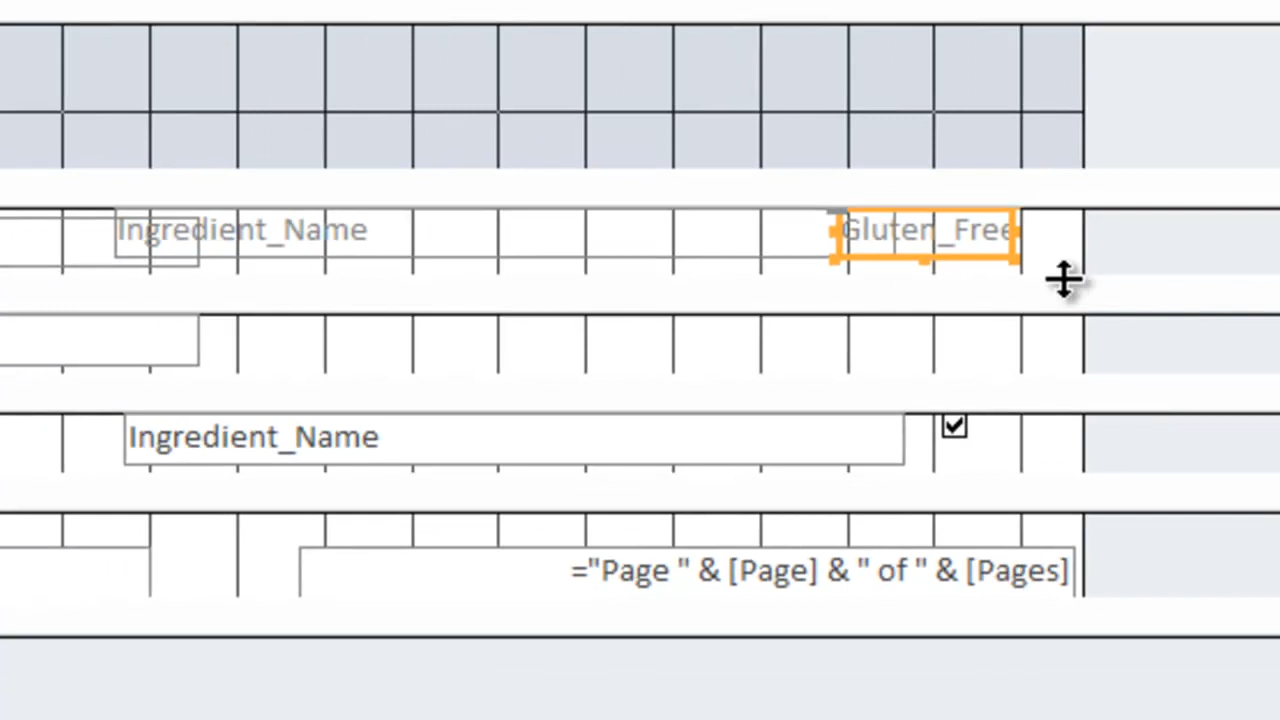 Ingredient_Name Gluten_Free
Ingredient_Name
="Page " & [Page] & " of " & [Pages]